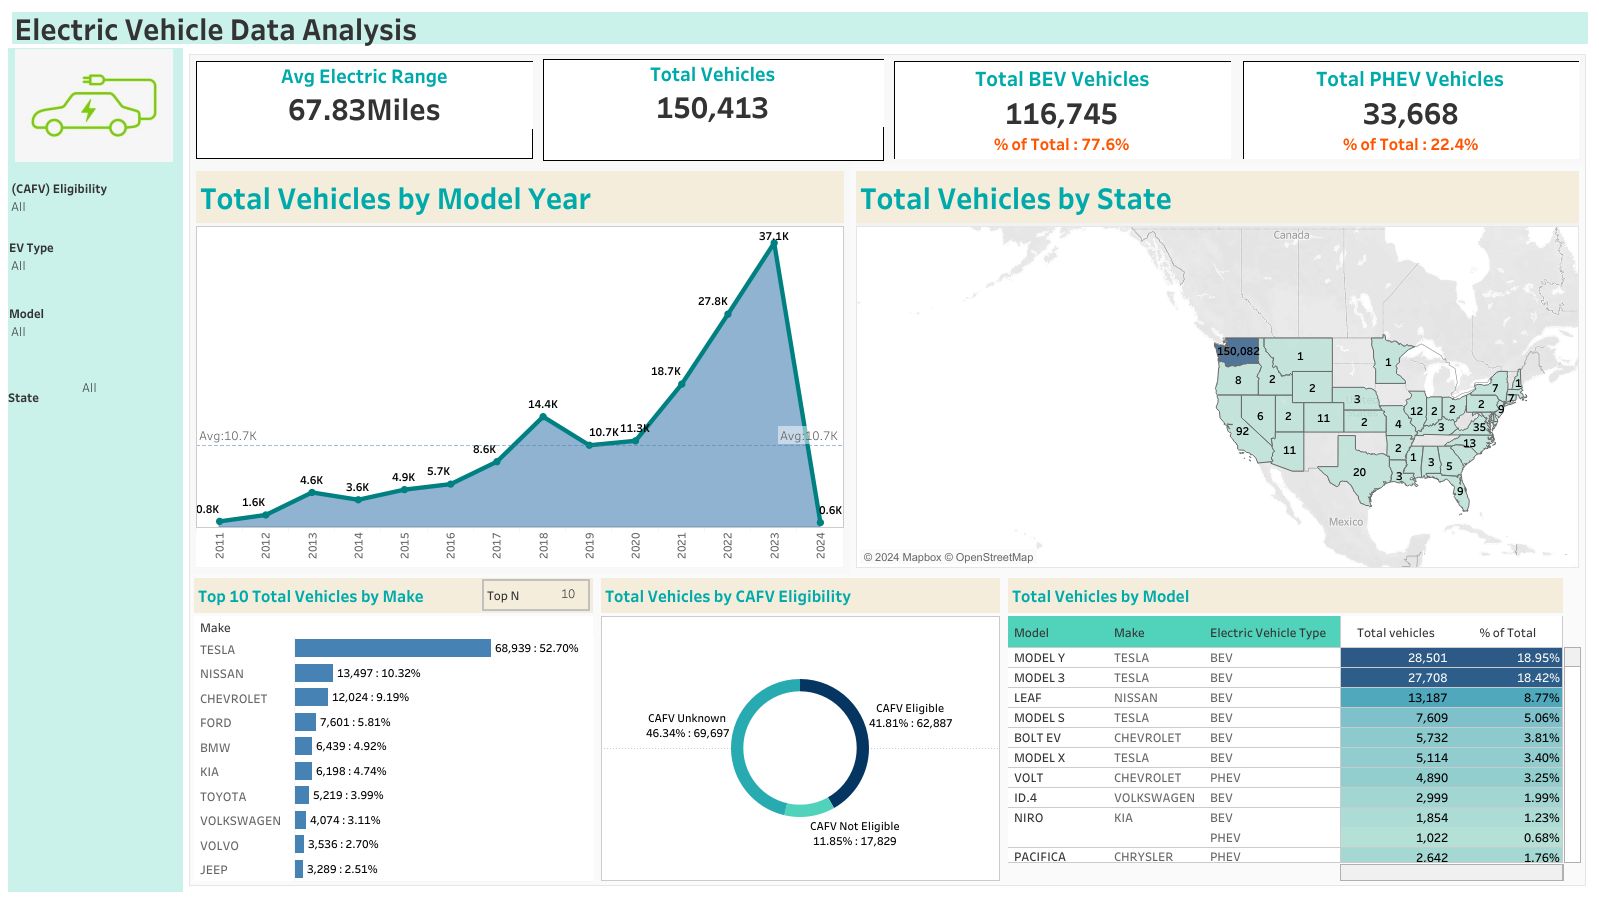 Electric Vehicle Data Analysis
(CAFV) Eligibility
All
EV Type
All
Model
All
All
State
Avg Electric Range
67.83Miles
Total Vehicles
150,413
Total BEV Vehicles
116,745
% of Total : 77.6%
Total PHEV Vehicles
33,668
% of Total : 22.4%
Total Vehicles by Model Year
37.1K
27.8K
18.7K
14.4K
10.7K
11.3K
Avg:10.7K
Avg:10.7K
8.6K
5.7K
4.9K
4.6K
3.6K
1.6K
0.8K
0.6K
2011
2012
2013
2014
2015
2016
2017
2018
2019
2020
2021
2022
2023
2024
Total Vehicles by State
Canada
150,082
1
1
8
2
2
3
7
1
7
9
2
6
2
11
2
4
12
2
2
3
35
13
92
11
20
2
3
1
3
5
9
Mexico
© 2024 Mapbox © OpenStreetMap
Top 10 Total Vehicles by Make
Top N 10
Make
TESLA 68,939 : 52.70%
NISSAN 13,497 : 10.32%
CHEVROLET 12,024 : 9.19%
FORD 7,601 : 5.81%
BMW 6,439 : 4.92%
KIA 6,198 : 4.74%
TOYOTA 5,219 : 3.99%
VOLKSWAGEN 4,074 : 3.11%
VOLVO 3,536 : 2.70%
JEEP 3,289 : 2.51%
Total Vehicles by CAFV Eligibility
CAFV Unknown
46.34% : 69,697
CAFV Eligible
41.81% : 62,887
CAFV Not Eligible
11.85% : 17,829
Total Vehicles by Model
Model Make Electric Vehicle Type Total vehicles % of Total
MODEL Y TESLA BEV 28,501 18.95%
MODEL 3 TESLA BEV 27,708 18.42%
LEAF NISSAN BEV 13,187 8.77%
MODEL S TESLA BEV 7,609 5.06%
BOLT EV CHEVROLET BEV 5,732 3.81%
MODEL X TESLA BEV 5,114 3.40%
VOLT CHEVROLET PHEV 4,890 3.25%
ID.4 VOLKSWAGEN BEV 2,999 1.99%
NIRO KIA BEV 1,854 1.23%
PHEV 1,022 0.68%
PACIFICA CHRYSLER PHEV 2,642 1.76%